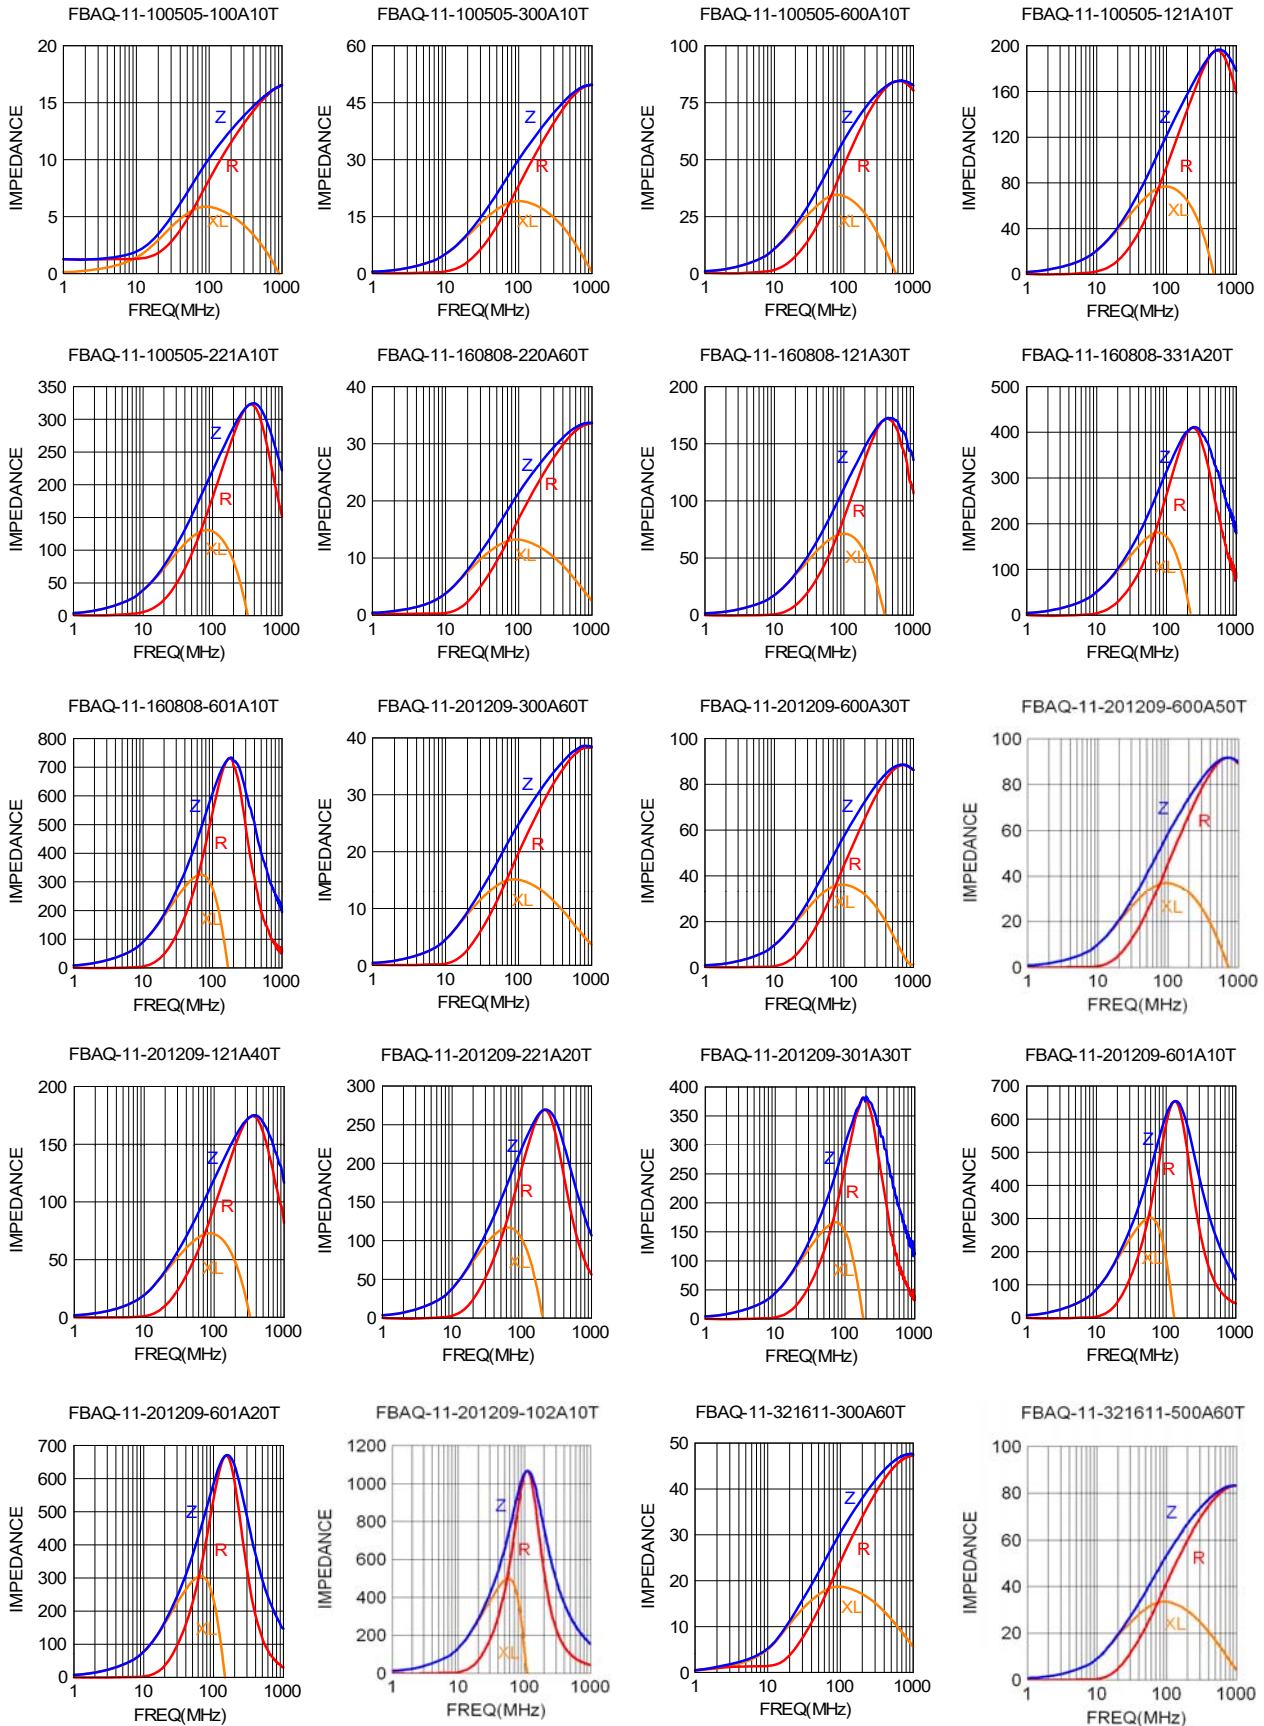 FBAQ-11-100505-100A10T
IMPEDANCE
20
15
10
5
0
Z
R
XL
1 10 100 1000
FREQ(MHz)
FBAQ-11-100505-300A10T
IMPEDANCE
60
45
30
15
0
Z
R
XL
1 10 100 1000
FREQ(MHz)
FBAQ-11-100505-600A10T
IMPEDANCE
100
75
50
25
0
Z
R
XL
1 10 100 1000
FREQ(MHz)
FBAQ-11-100505-121A10T
IMPEDANCE
200
160
120
80
40
0
Z
R
XL
1 10 100 1000
FREQ(MHz)
FBAQ-11-100505-221A10T
IMPEDANCE
350
300
250
200
150
100
50
0
Z
R
XL
1 10 100 1000
FREQ(MHz)
FBAQ-11-160808-220A60T
IMPEDANCE
40
30
20
10
0
Z
R
XL
1 10 100 1000
FREQ(MHz)
FBAQ-11-160808-121A30T
IMPEDANCE
200
150
100
50
0
Z
R
XL
1 10 100 1000
FREQ(MHz)
FBAQ-11-160808-331A20T
IMPEDANCE
500
400
300
200
100
0
Z
R
XL
1 10 100 1000
FREQ(MHz)
FBAQ-11-160808-601A10T
IMPEDANCE
800
700
600
500
400
300
200
100
0
Z
R
XL
1 10 100 1000
FREQ(MHz)
FBAQ-11-201209-300A60T
IMPEDANCE
40
30
20
10
0
Z
R
XL
1 10 100 1000
FREQ(MHz)
FBAQ-11-201209-600A30T
IMPEDANCE
100
80
60
40
20
0
Z
R
XL
1 10 100 1000
FREQ(MHz)
FBAQ-11-201209-600A50T
IMPEDANCE
100
80
60
40
20
0
Z
R
XL
1 10 100 1000
FREQ(MHz)
FBAQ-11-201209-121A40T
IMPEDANCE
200
150
100
50
0
Z
R
XL
1 10 100 1000
FREQ(MHz)
FBAQ-11-201209-221A20T
IMPEDANCE
300
250
200
150
100
50
0
Z
R
XL
1 10 100 1000
FREQ(MHz)
FBAQ-11-201209-301A30T
IMPEDANCE
400
350
300
250
200
150
100
50
0
Z
R
XL
1 10 100 1000
FREQ(MHz)
FBAQ-11-201209-601A10T
IMPEDANCE
700
600
500
400
300
200
100
0
Z
R
XL
1 10 100 1000
FREQ(MHz)
FBAQ-11-201209-601A20T
IMPEDANCE
700
600
500
400
300
200
100
0
Z
R
XL
1 10 100 1000
FREQ(MHz)
FBAQ-11-201209-102A10T
IMPEDANCE
1200
1000
800
600
400
200
0
Z
R
XL
1 10 100 1000
FREQ(MHz)
FBAQ-11-321611-300A60T
IMPEDANCE
50
40
30
20
10
0
Z
R
XL
1 10 100 1000
FREQ(MHz)
FBAQ-11-321611-500A60T
IMPEDANCE
100
80
60
40
20
0
Z
R
XL
1 10 100 1000
FREQ(MHz)